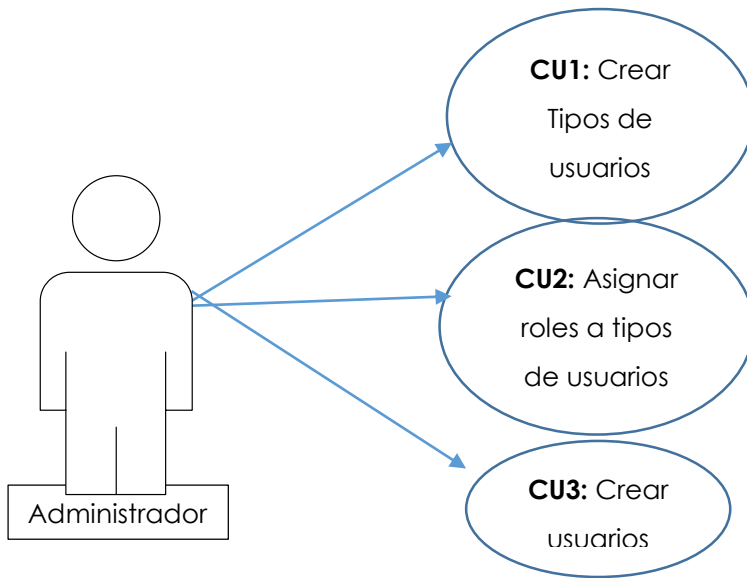 CU1: Crear
Tipos de
usuarios
CU2: Asignar
roles a tipos
de usuarios
CU3: Crear
usuarios
Administrador